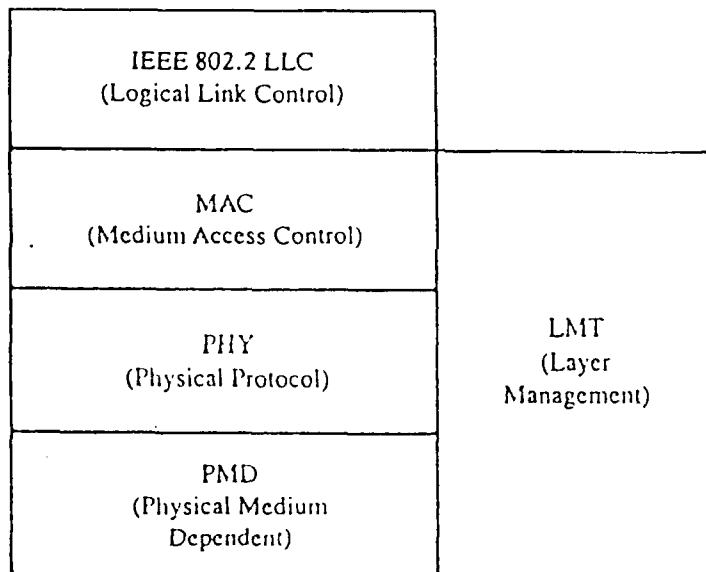 IEEE 802.2 LLC
(Logical Link Control)
MAC
(Medium Access Control)
PHY
(Physical Protocol)
LMT
(Layer
Management)
PMD
(Physical Medium
Dependent)